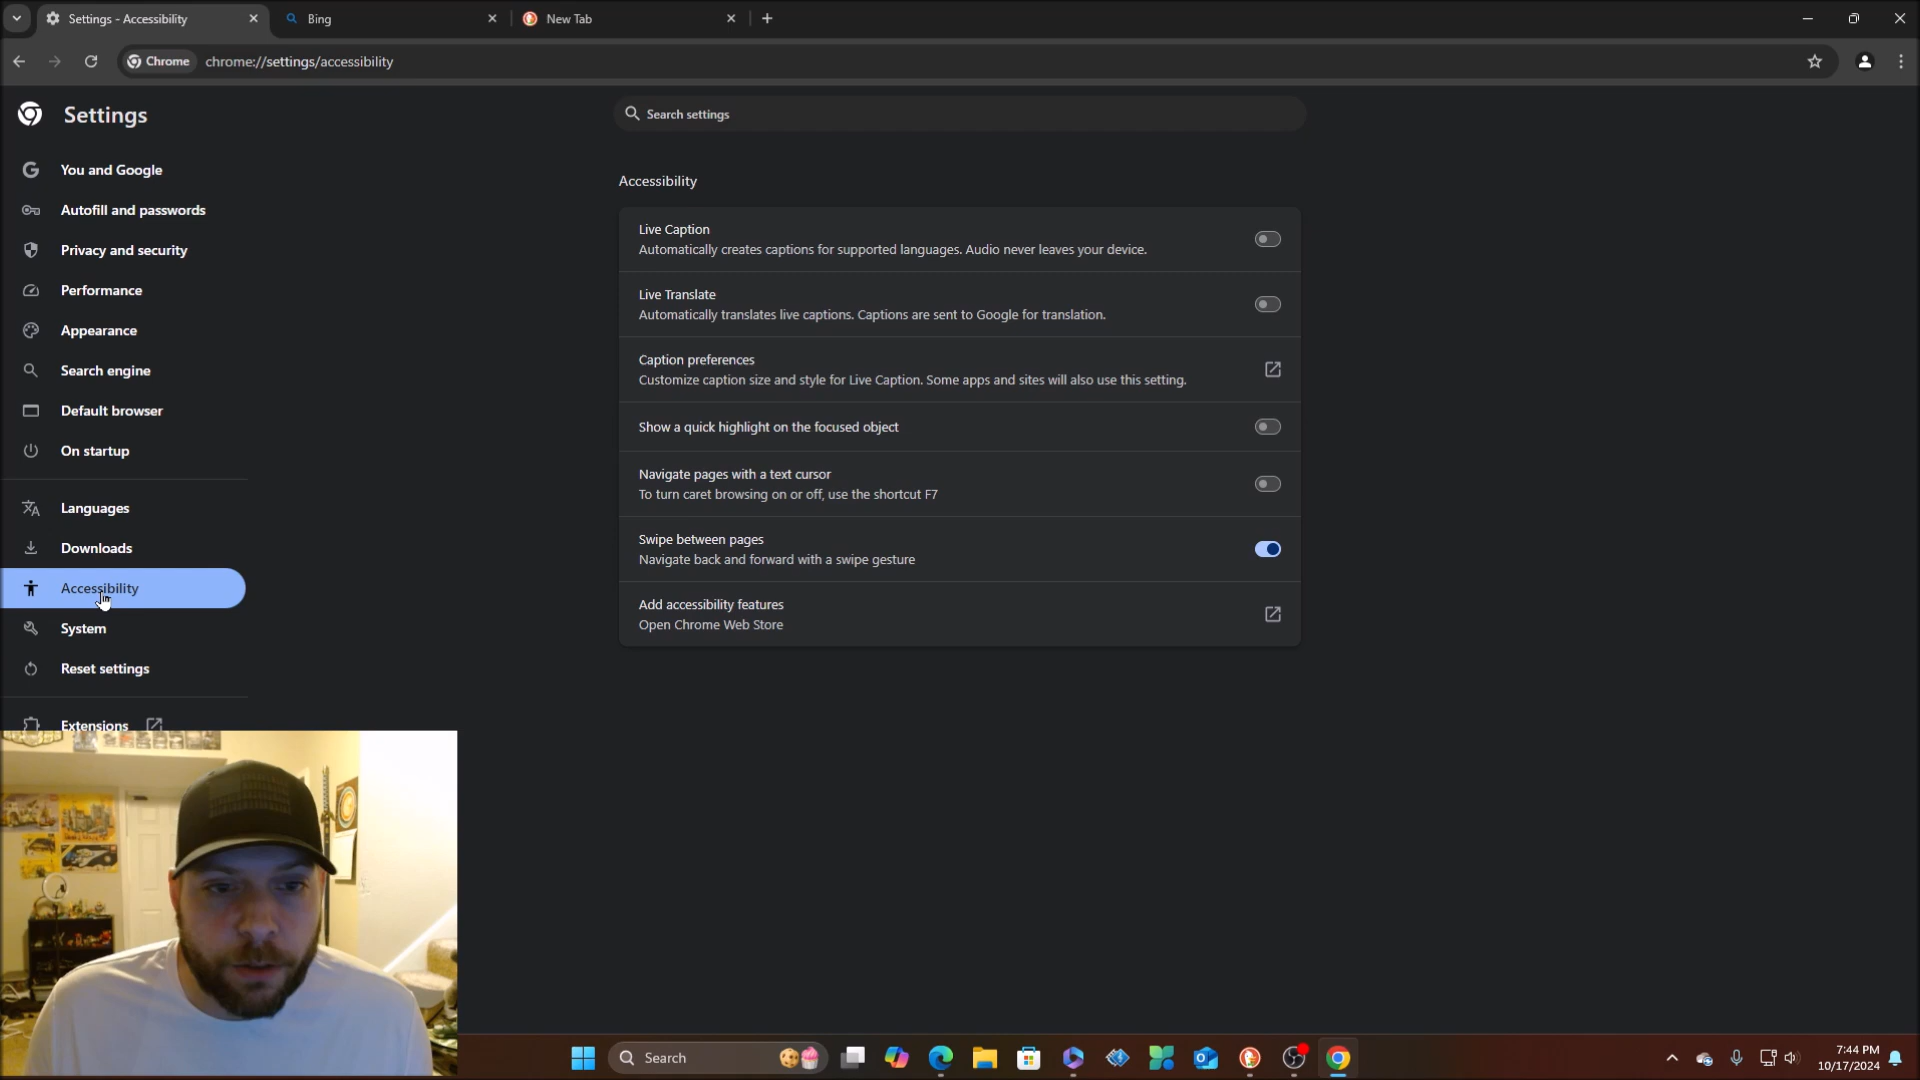 Settings - Accessibility
Bing
New Tab
Chrome
chrome://settings/accessibility
Settings
Search settings
You and Google
Autofill and passwords
Privacy and security
Performance
Appearance
Search engine
Default browser
On startup
Languages
Downloads
Accessibility
System
Reset settings
Extensions
Accessibility
Live Caption
Automatically creates captions for supported languages. Audio never leaves your device.
Live Translate
Automatically translates live captions. Captions are sent to Google for translation.
Caption preferences
Customize caption size and style for Live Caption. Some apps and sites will also use this setting.
Show a quick highlight on the focused object
Navigate pages with a text cursor
To turn caret browsing on or off, use the shortcut F7
Swipe between pages
Navigate back and forward with a swipe gesture
Add accessibility features
Open Chrome Web Store
Search
7:44 PM
10/17/2024